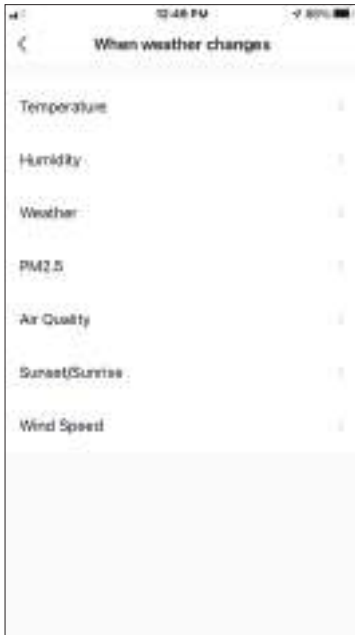 12:48 PM
When weather changes
Temperature
Humidity
Weather
PM2.5
Air Quality
Sunset/Sunrise
Wind Speed